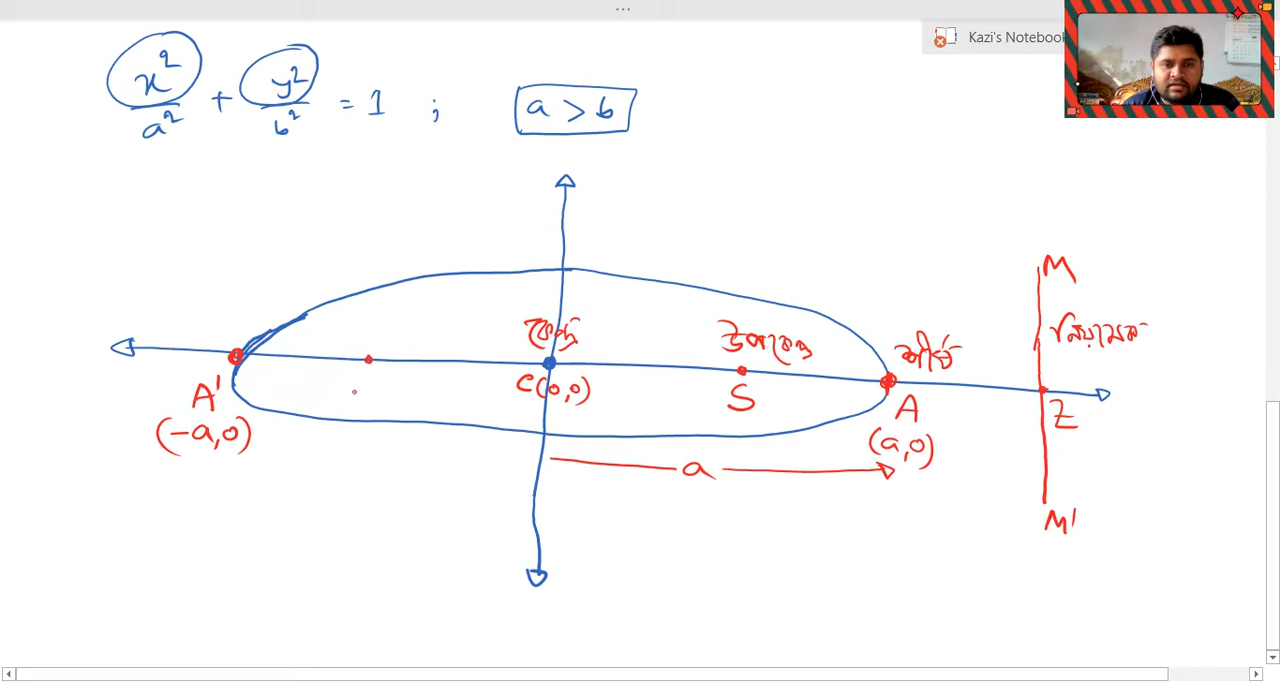 Kazi's Notebook
x²/a² + y²/b² = 1 ; a > b
M
কেন্দ্র উপকেন্দ্র শীর্ষ নিয়ামক
C(0,0) S A Z
A'
(-a,0) (a,0)
a
M'